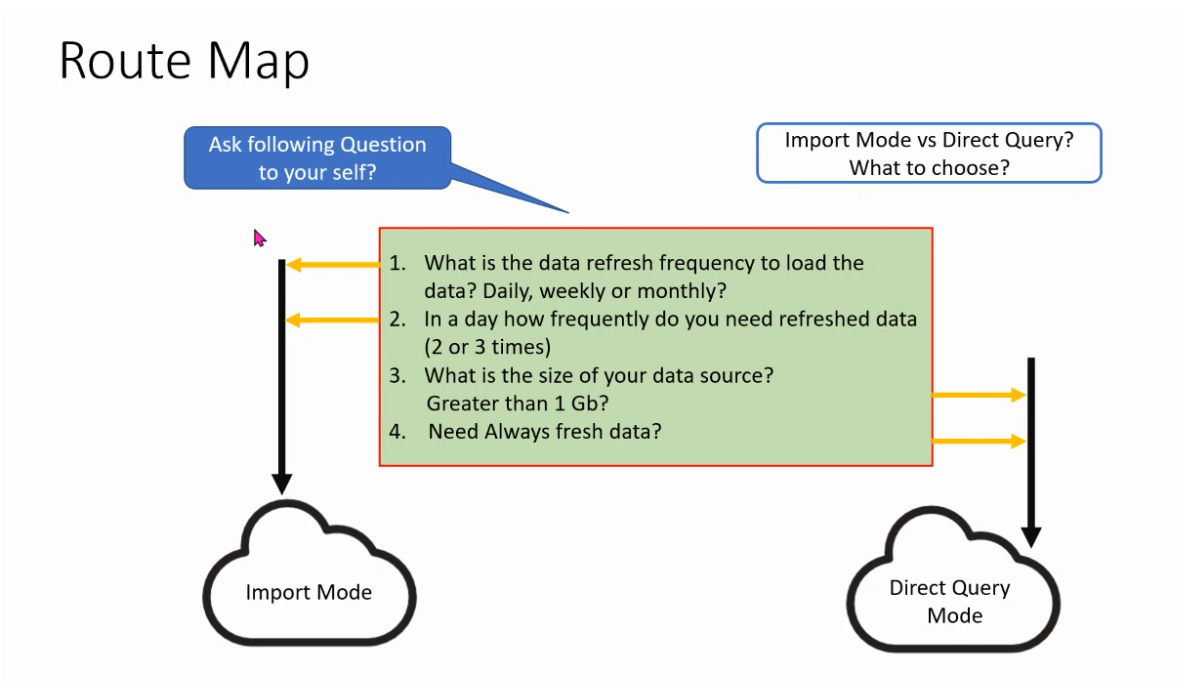 Route Map
Ask following Question
to your self?
Import Mode vs Direct Query?
What to choose?
1. What is the data refresh frequency to load the
data? Daily, weekly or monthly?
2. In a day how frequently do you need refreshed data
(2 or 3 times)
3. What is the size of your data source?
Greater than 1 Gb?
4. Need Always fresh data?
Import Mode
Direct Query
Mode